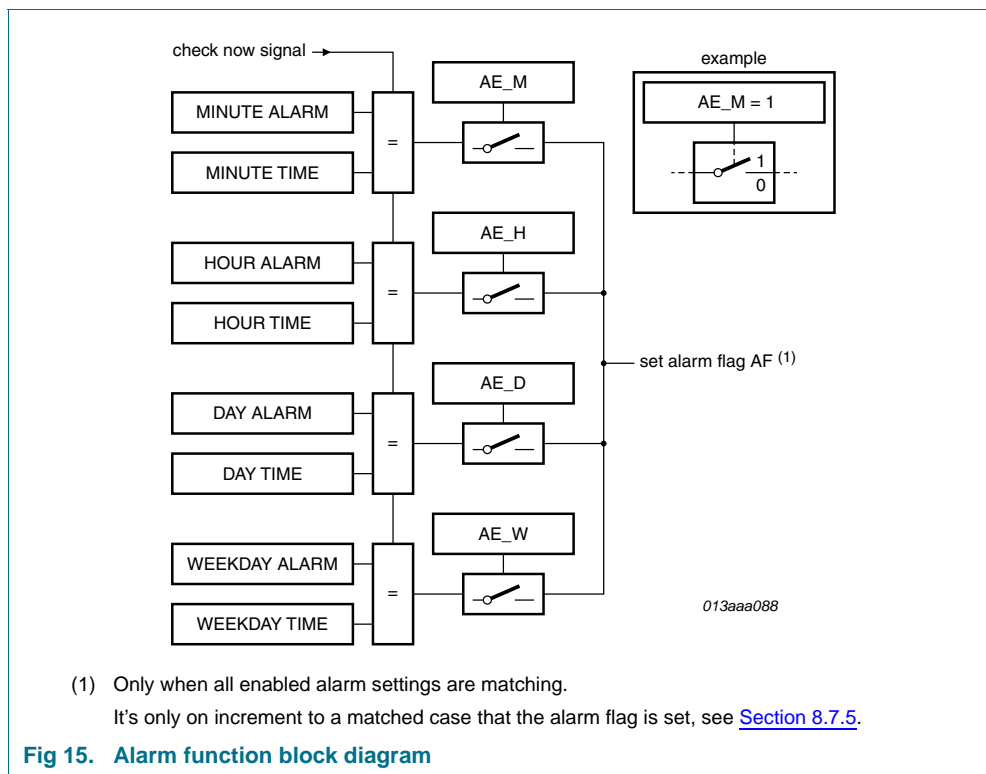 check now signal
example
AE_M
AE_M = 1
MINUTE ALARM
=
MINUTE TIME
1
0
AE_H
HOUR ALARM
=
HOUR TIME
set alarm flag AF (1)
AE_D
DAY ALARM
=
DAY TIME
AE_W
WEEKDAY ALARM
=
WEEKDAY TIME
013aaa088
(1) Only when all enabled alarm settings are matching.
It’s only on increment to a matched case that the alarm flag is set, see Section 8.7.5.
Fig 15. Alarm function block diagram